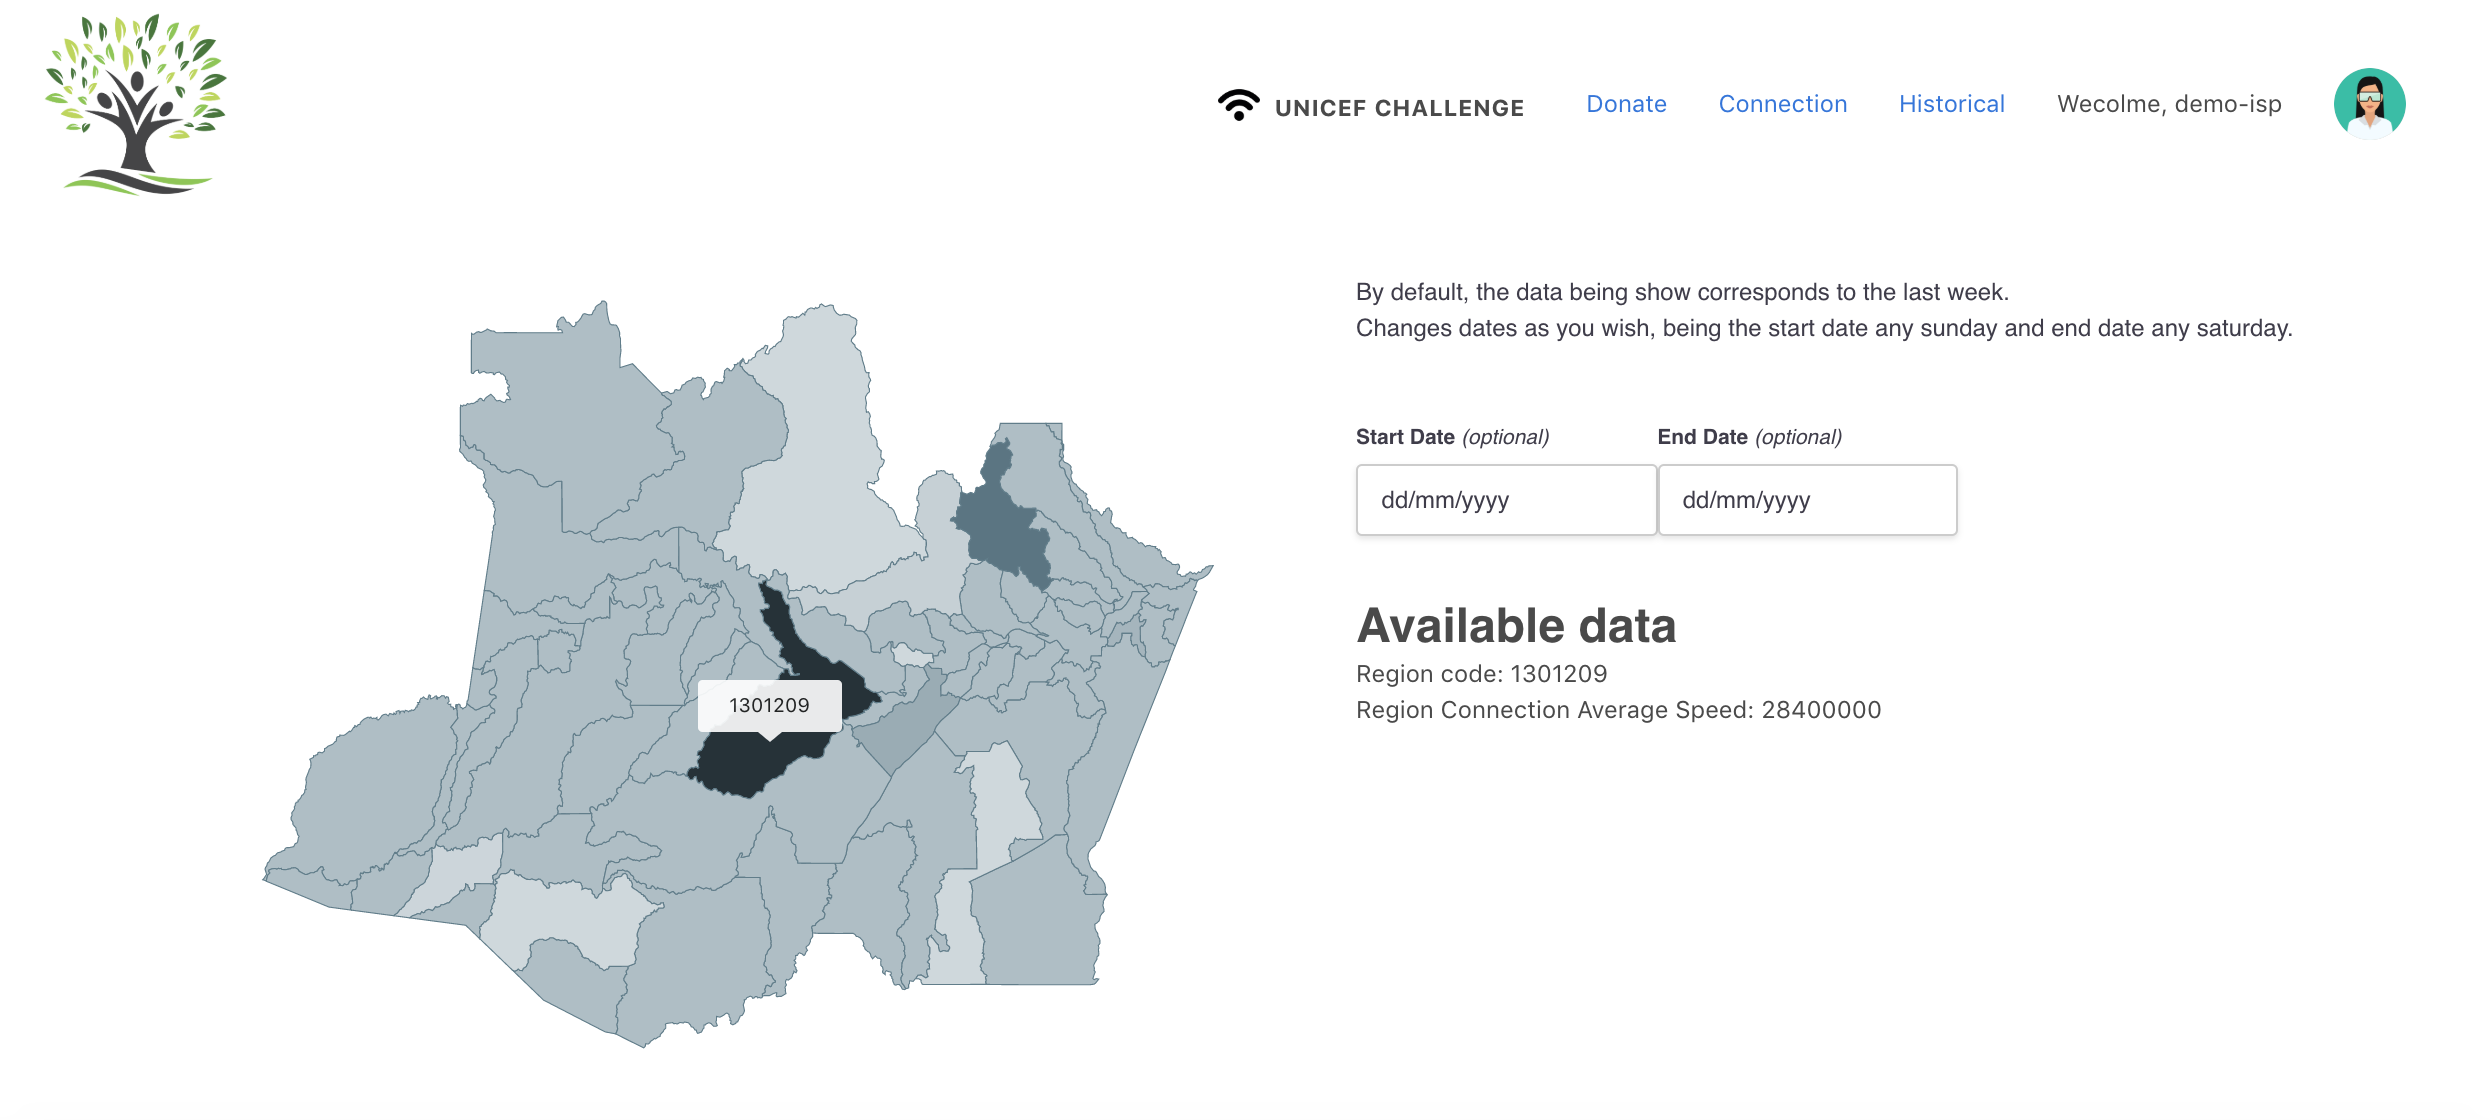 UNICEF CHALLENGE
Donate
Connection
Historical
Wecolme, demo-isp
By default, the data being show corresponds to the last week.
Changes dates as you wish, being the start date any sunday and end date any saturday.
Start Date (optional)
End Date (optional)
dd/mm/yyyy
dd/mm/yyyy
Available data
Region code: 1301209
Region Connection Average Speed: 28400000
1301209